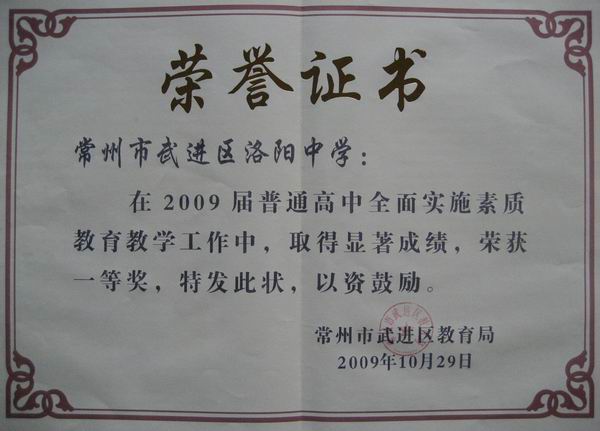 荣誉证书
常州市武进区洛阳中学：
在2009届普通高中全面实施素质
教育教学工作中，取得显著成绩，荣获
一等奖，特发此状，以资鼓励。
常州市武进区教育局
2009年10月29日